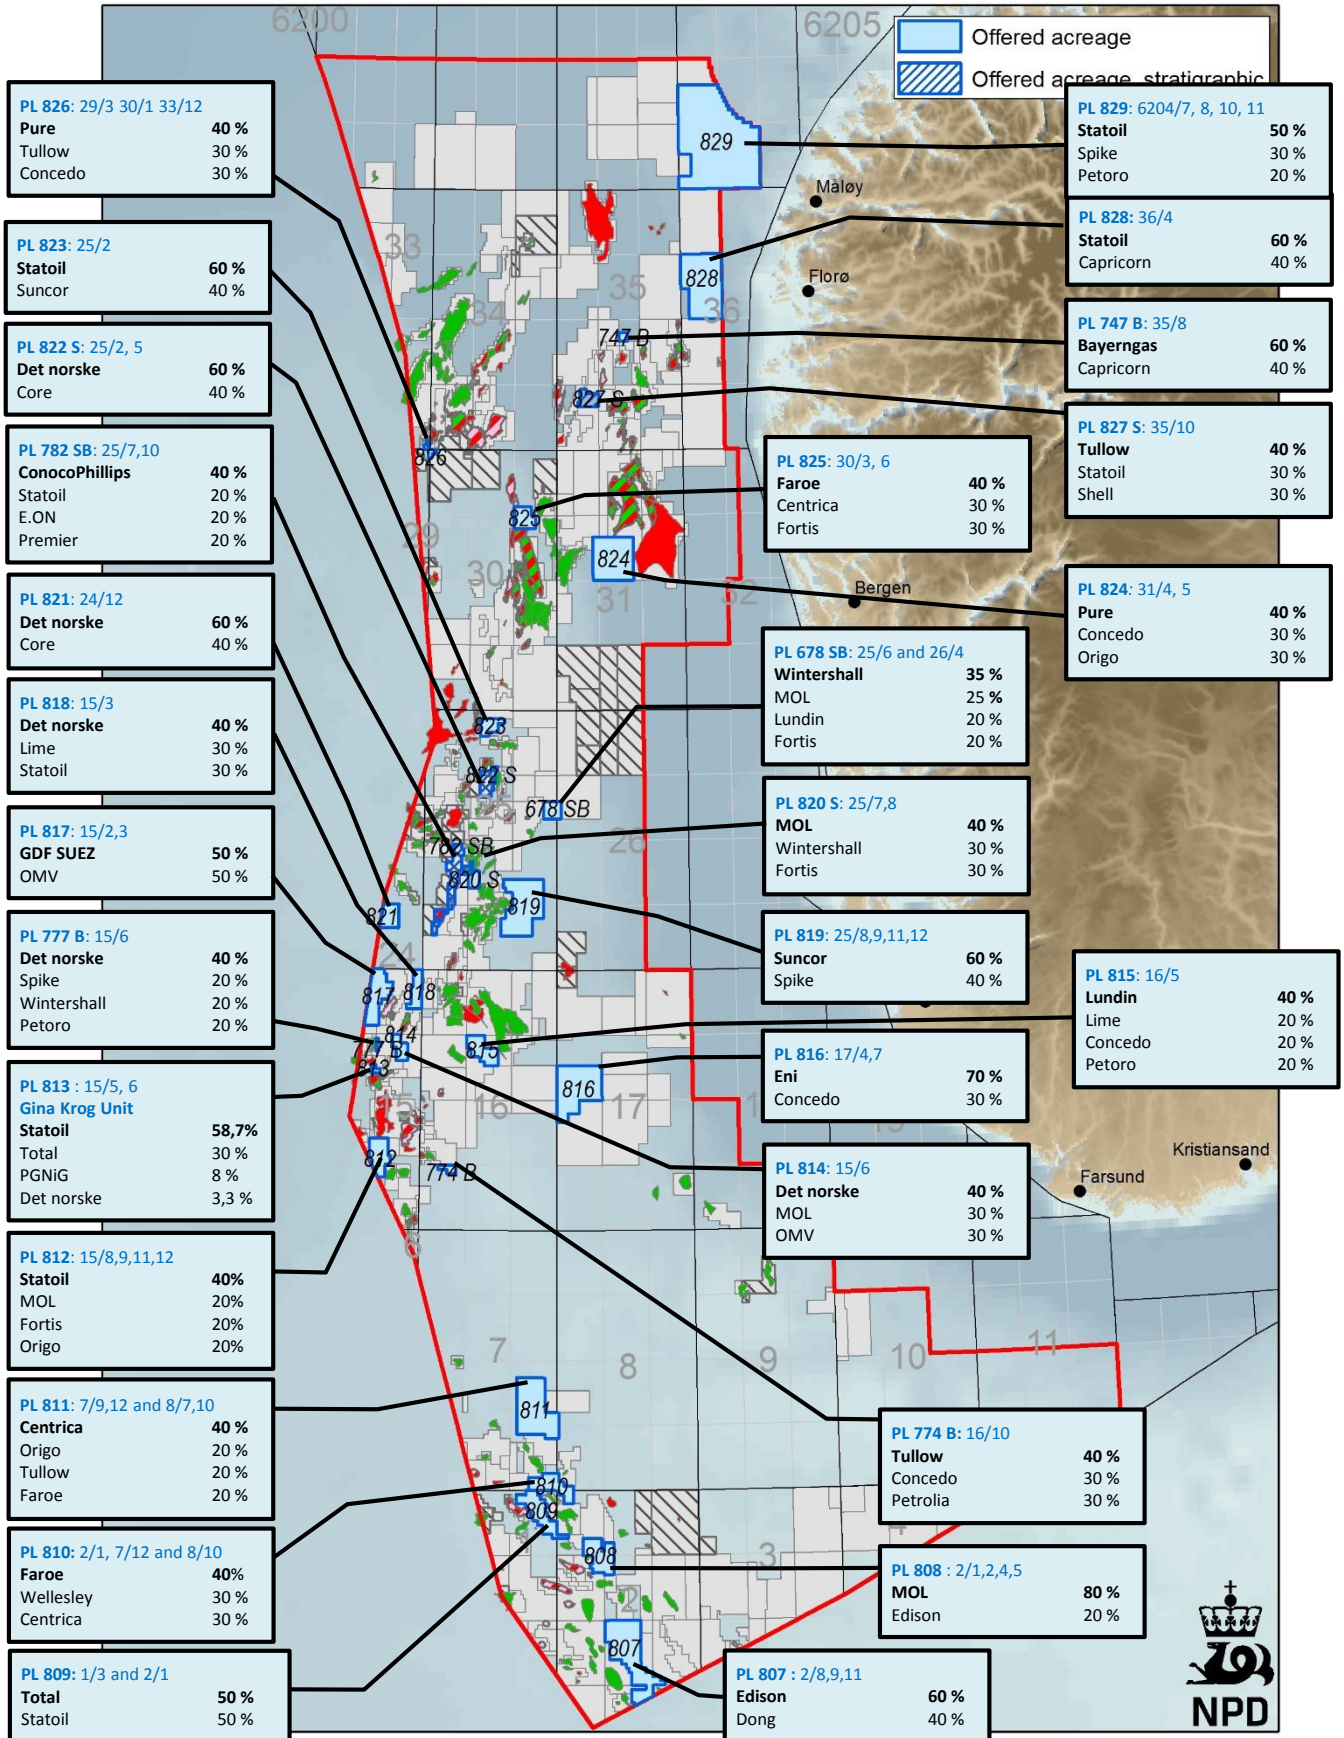 6200
6205
Offered acreage
Offered acreage, stratigraphic
PL 826: 29/3 30/1 33/12
Pure 40 %
Tullow 30 %
Concedo 30 %
PL 823: 25/2
Statoil 60 %
Suncor 40 %
PL 822 S: 25/2, 5
Det norske 60 %
Core 40 %
PL 782 SB: 25/7,10
ConocoPhillips 40 %
Statoil 20 %
E.ON 20 %
Premier 20 %
PL 821: 24/12
Det norske 60 %
Core 40 %
PL 818: 15/3
Det norske 40 %
Lime 30 %
Statoil 30 %
PL 817: 15/2,3
GDF SUEZ 50 %
OMV 50 %
PL 777 B: 15/6
Det norske 40 %
Spike 20 %
Wintershall 20 %
Petoro 20 %
PL 813 : 15/5, 6
Gina Krog Unit
Statoil 58,7%
Total 30 %
PGNiG 8 %
Det norske 3,3 %
PL 812: 15/8,9,11,12
Statoil 40%
MOL 20%
Fortis 20%
Origo 20%
PL 811: 7/9,12 and 8/7,10
Centrica 40 %
Origo 20 %
Tullow 20 %
Faroe 20 %
PL 810: 2/1, 7/12 and 8/10
Faroe 40%
Wellesley 30 %
Centrica 30 %
PL 809: 1/3 and 2/1
Total 50 %
Statoil 50 %
PL 829: 6204/7, 8, 10, 11
Statoil 50 %
Spike 30 %
Petoro 20 %
PL 828: 36/4
Statoil 60 %
Capricorn 40 %
PL 747 B: 35/8
Bayerngas 60 %
Capricorn 40 %
PL 827 S: 35/10
Tullow 40 %
Statoil 30 %
Shell 30 %
PL 825: 30/3, 6
Faroe 40 %
Centrica 30 %
Fortis 30 %
PL 824: 31/4, 5
Pure 40 %
Concedo 30 %
Origo 30 %
PL 678 SB: 25/6 and 26/4
Wintershall 35 %
MOL 25 %
Lundin 20 %
Fortis 20 %
PL 820 S: 25/7,8
MOL 40 %
Wintershall 30 %
Fortis 30 %
PL 819: 25/8,9,11,12
Suncor 60 %
Spike 40 %
PL 815: 16/5
Lundin 40 %
Lime 20 %
Concedo 20 %
Petoro 20 %
PL 816: 17/4,7
Eni 70 %
Concedo 30 %
PL 814: 15/6
Det norske 40 %
MOL 30 %
OMV 30 %
PL 774 B: 16/10
Tullow 40 %
Concedo 30 %
Petrolia 30 %
PL 808 : 2/1,2,4,5
MOL 80 %
Edison 20 %
PL 807 : 2/8,9,11
Edison 60 %
Dong 40 %
829
Måløy
33
828
35
Florø
34
36
747 B
827 S
826
825
29
824
30
31
32
Bergen
823
822 S
678 SB
782 SB
26
820 S
821
819
24
817
818
814
777 B
815
813
816
15
16
17
812
774 B
Kristiansand
Farsund
6
7
8
9
10
11
811
810
809
808
3
2
807
NPD